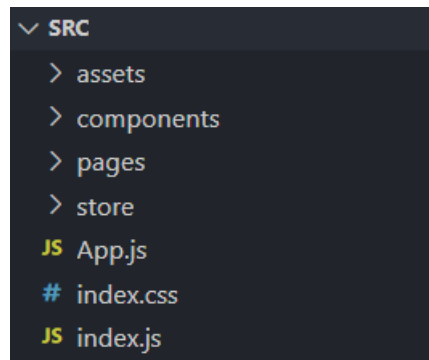 SRC
assets
components
pages
store
JS App.js
# index.css
JS index.js